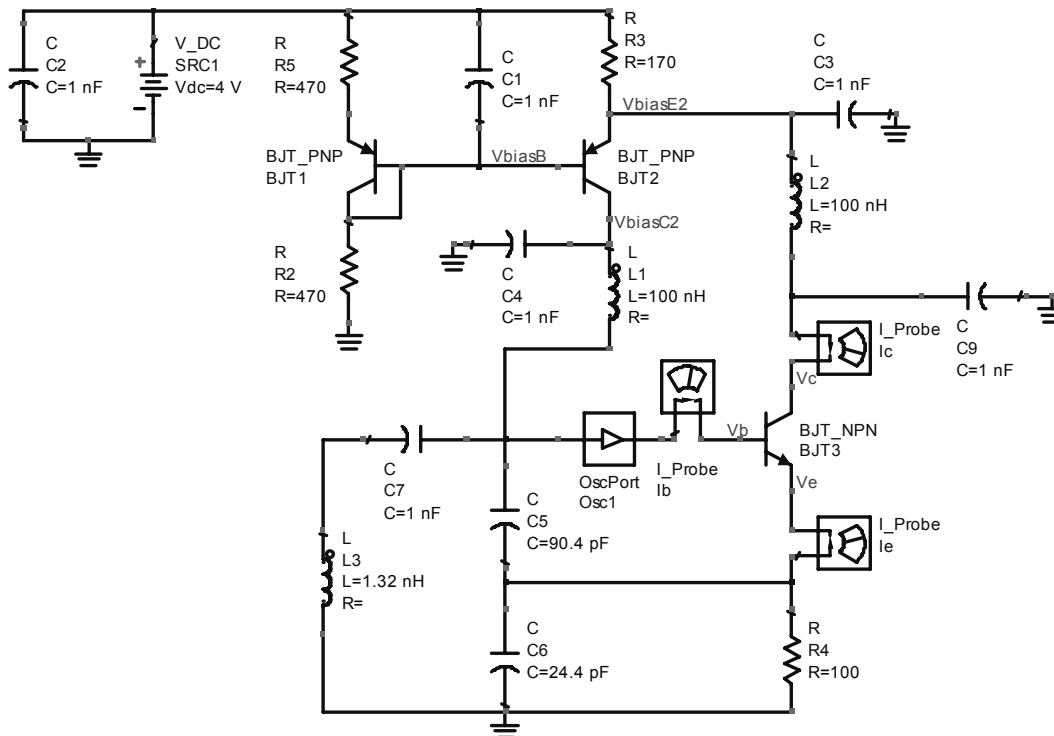 C
C2
C=1 nF
+
-
V_DC
SRC1
Vdc=4 V
R
R5
R=470
C
C1
C=1 nF
R
R3
R=170
C
C3
C=1 nF
VbiasE2
BJT_PNP
BJT1
VbiasB
BJT_PNP
BJT2
L
L2
L=100 nH
R=
VbiasC2
R
R2
R=470
C
C4
C=1 nF
L
L1
L=100 nH
R=
I_Probe
Ic
C
C9
C=1 nF
Vc
C
C7
C=1 nF
OscPort
Osc1
I_Probe
Ib
Vb
BJT_NPN
BJT3
Ve
C
C5
C=90.4 pF
I_Probe
Ie
L
L3
L=1.32 nH
R=
C
C6
C=24.4 pF
R
R4
R=100